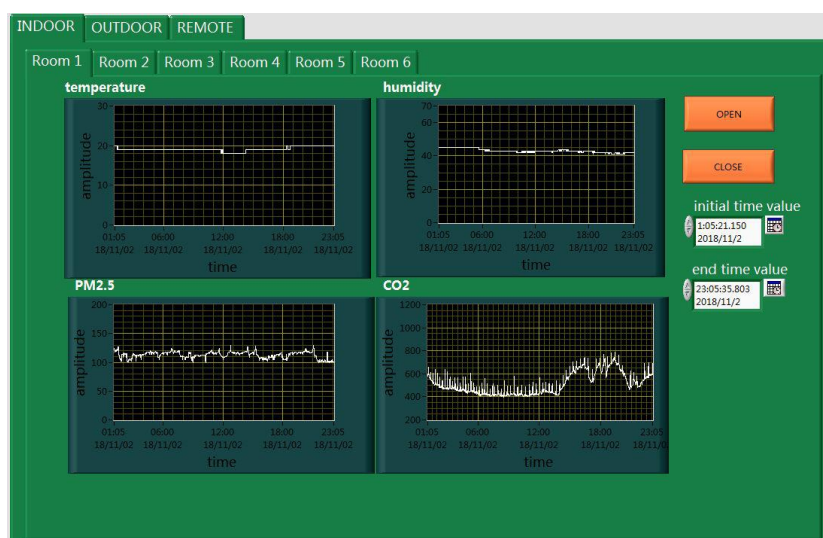 INDOOR OUTDOOR REMOTE
Room 1 Room 2 Room 3 Room 4 Room 5 Room 6
temperature
30
20
10
0
amplitude
01:05 06:00 12:00 18:00 23:05
18/11/02 18/11/02 18/11/02 18/11/02 18/11/02
time
humidity
70
60
40
20
0
amplitude
01:05 06:00 12:00 18:00 23:05
18/11/02 18/11/02 18/11/02 18/11/02 18/11/02
time
OPEN
CLOSE
initial time value
1:05:21.150
2018/11/2
end time value
23:05:35.803
2018/11/2
PM2.5
200
150
100
50
0
amplitude
01:05 06:00 12:00 18:00 23:05
18/11/02 18/11/02 18/11/02 18/11/02 18/11/02
time
CO2
1200
1000
800
600
400
200
amplitude
01:05 06:00 12:00 18:00 23:05
18/11/02 18/11/02 18/11/02 18/11/02 18/11/0
time